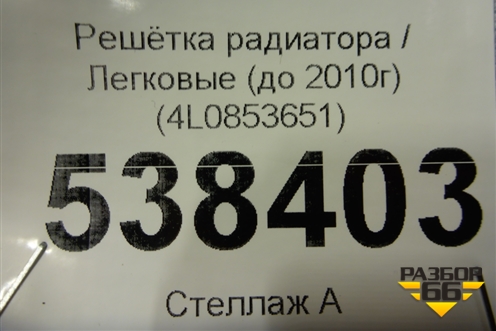 Решётка радиатора /
Легковые (до 2010г)
(4L0853651)
538403
Стеллаж А
РАЗБОР
66